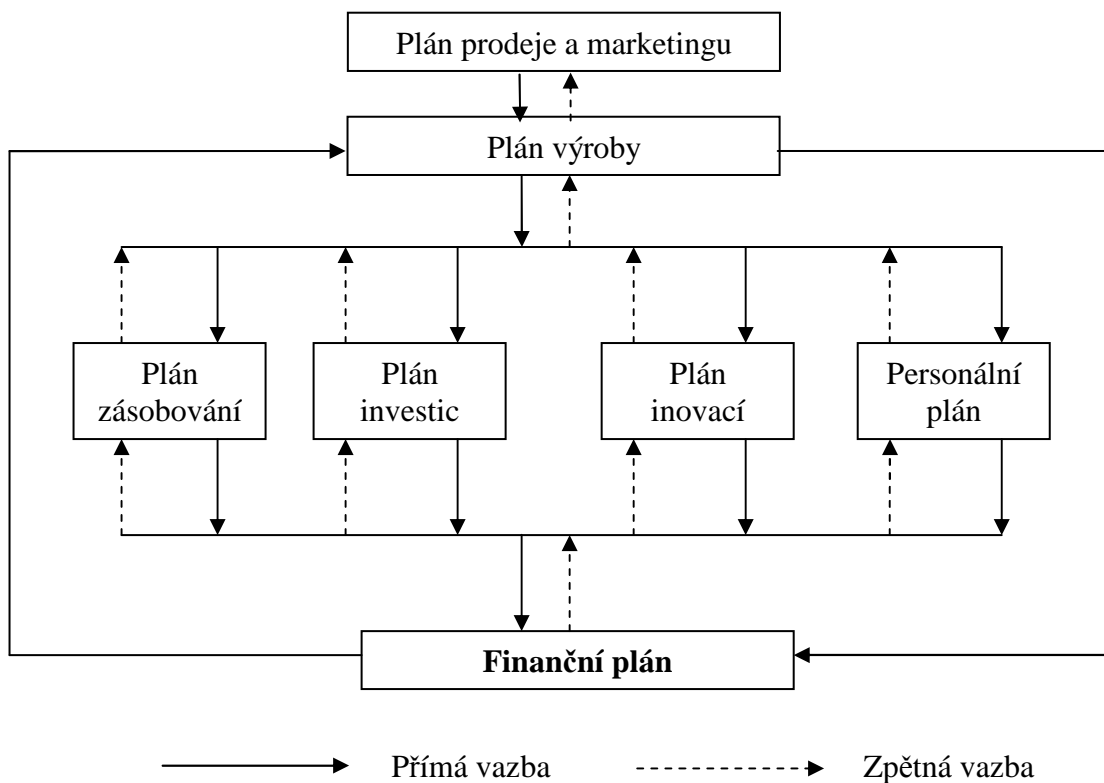 Plán prodeje a marketingu
Plán výroby
Plán
zásobování
Plán
investic
Plán
inovací
Personální
plán
Finanční plán
Přímá vazba
Zpětná vazba